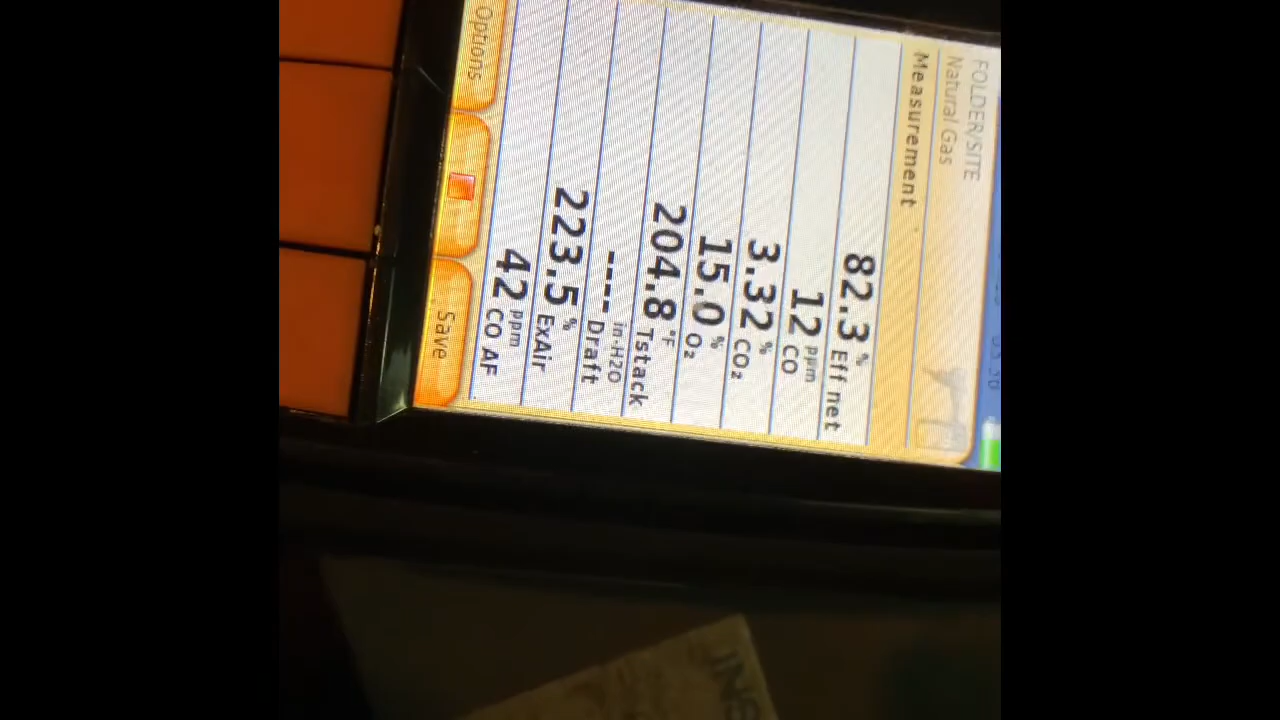 FOLDER/SITE
Natural Gas
Measurement
82.3 % Eff net
12 ppm CO
3.32 % CO₂
15.0 % O₂
204.8 °F Tstack
---- in-H2O Draft
223.5 % ExAir
42 ppm CO AF
Options
Save